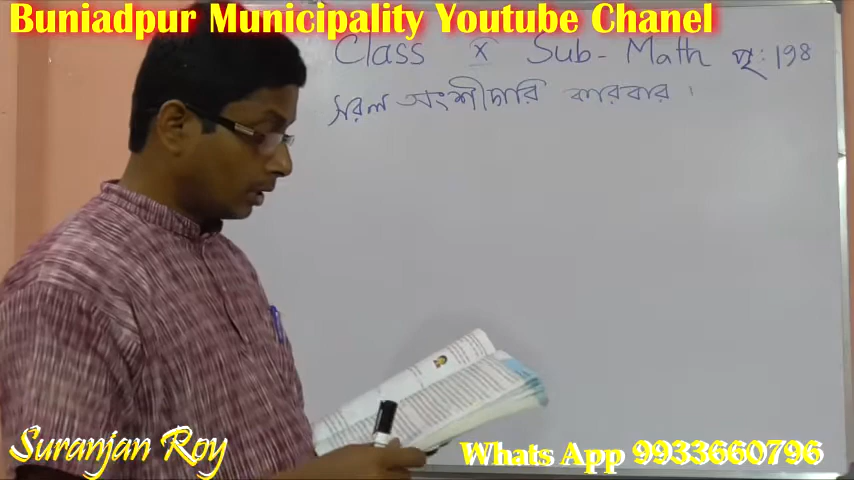 Buniadpur Municipality Youtube Chanel
Class X Sub- Math পৃ: 198
সরল অংশীদারি কারবার ।
Suranjan Roy
Whats App 9933660796